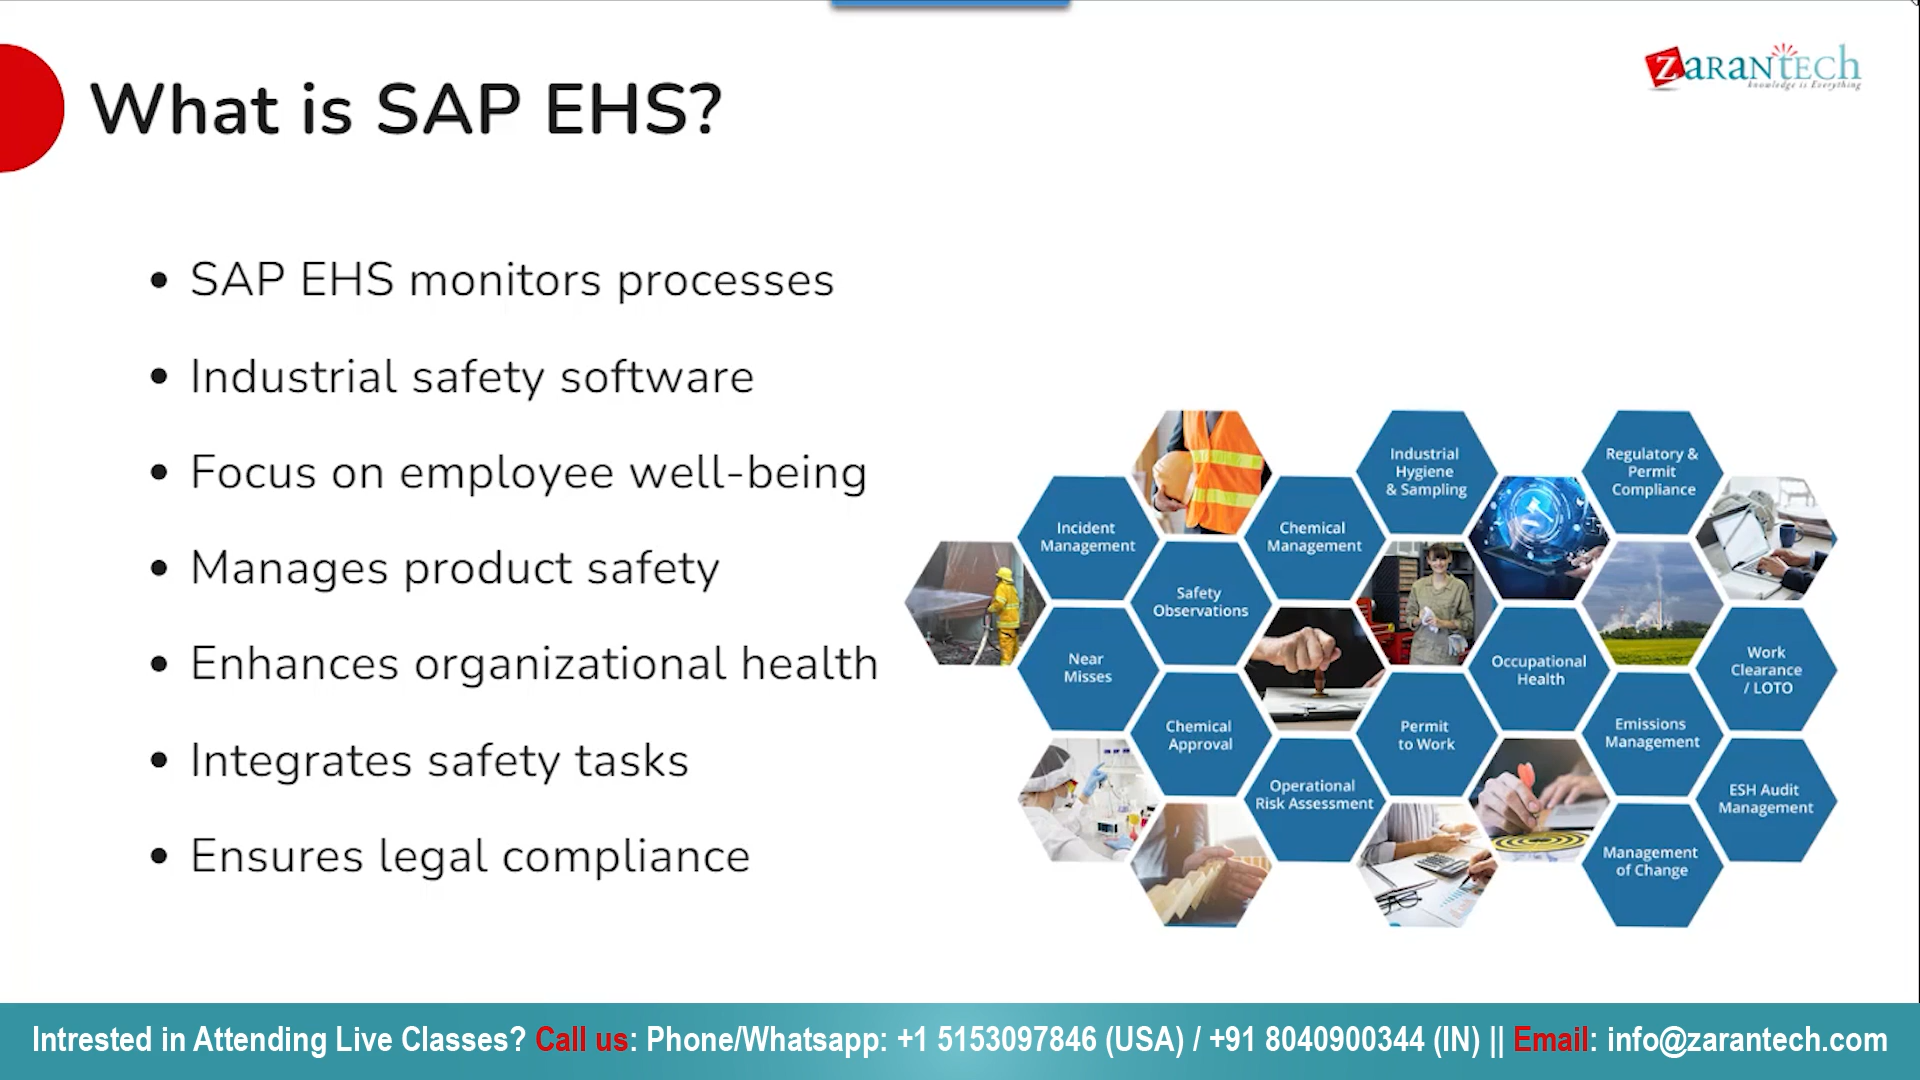 What is SAP EHS?
ZARANTECH
knowledge is Everything
• SAP EHS monitors processes
• Industrial safety software
• Focus on employee well-being
• Manages product safety
• Enhances organizational health
• Integrates safety tasks
• Ensures legal compliance
Industrial
Hygiene
& Sampling
Regulatory &
Permit
Compliance
Incident
Management
Chemical
Management
Safety
Observations
Near
Misses
Occupational
Health
Work
Clearance
/ LOTO
Chemical
Approval
Permit
to Work
Emissions
Management
Operational
Risk Assessment
ESH Audit
Management
Management
of Change
Intrested in Attending Live Classes? Call us: Phone/Whatsapp: +1 5153097846 (USA) / +91 8040900344 (IN) || Email: info@zarantech.com